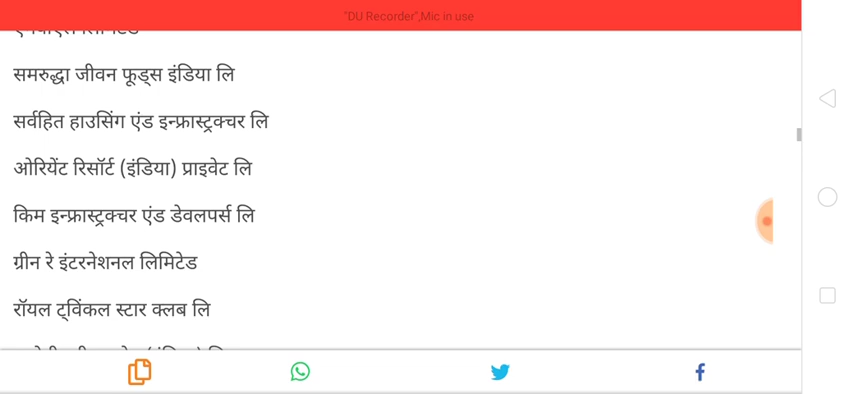 "DU Recorder",Mic in use
समरुद्धा जीवन फूड्स इंडिया लि
सर्वहित हाउसिंग एंड इन्फ्रास्ट्रक्चर लि
ओरियेंट रिसॉर्ट (इंडिया) प्राइवेट लि
किम इन्फ्रास्ट्रक्चर एंड डेवलपर्स लि
ग्रीन रे इंटरनेशनल लिमिटेड
रॉयल ट्विंकल स्टार क्लब लि